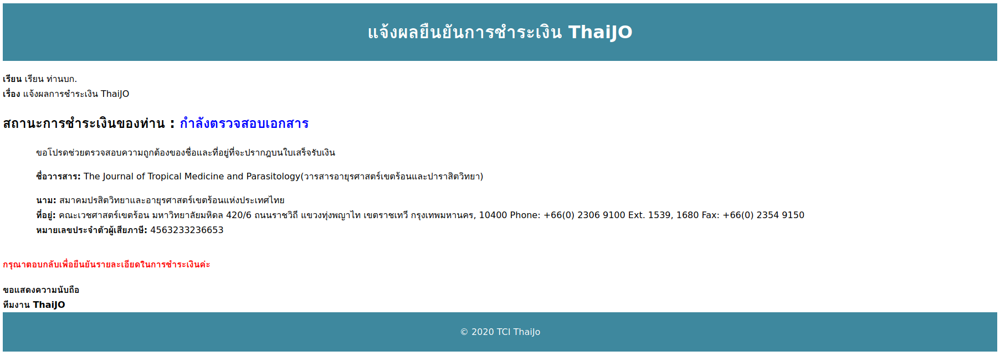 แจ้งผลยืนยันการชำระเงิน ThaiJO
เรียน เรียน ท่านบก.
เรื่อง แจ้งผลการชำระเงิน ThaiJO
สถานะการชำระเงินของท่าน : กำลังตรวจสอบเอกสาร
ขอโปรดช่วยตรวจสอบความถูกต้องของชื่อและที่อยู่ที่จะปรากฎบนใบเสร็จรับเงิน
ชื่อวารสาร: The Journal of Tropical Medicine and Parasitology(วารสารอายุรศาสตร์เขตร้อนและปาราสิตวิทยา)
นาม: สมาคมปรสิตวิทยาและอายุรศาสตร์เขตร้อนแห่งประเทศไทย
ที่อยู่: คณะเวชศาสตร์เขตร้อน มหาวิทยาลัยมหิดล 420/6 ถนนราชวิถี แขวงทุ่งพญาไท เขตราชเทวี กรุงเทพมหานคร, 10400 Phone: +66(0) 2306 9100 Ext. 1539, 1680 Fax: +66(0) 2354 9150
หมายเลขประจำตัวผู้เสียภาษี: 4563233236653
กรุณาตอบกลับเพื่อยืนยันรายละเอียดในการชำระเงินค่ะ
ขอแสดงความนับถือ
ทีมงาน ThaiJO
© 2020 TCI ThaiJo